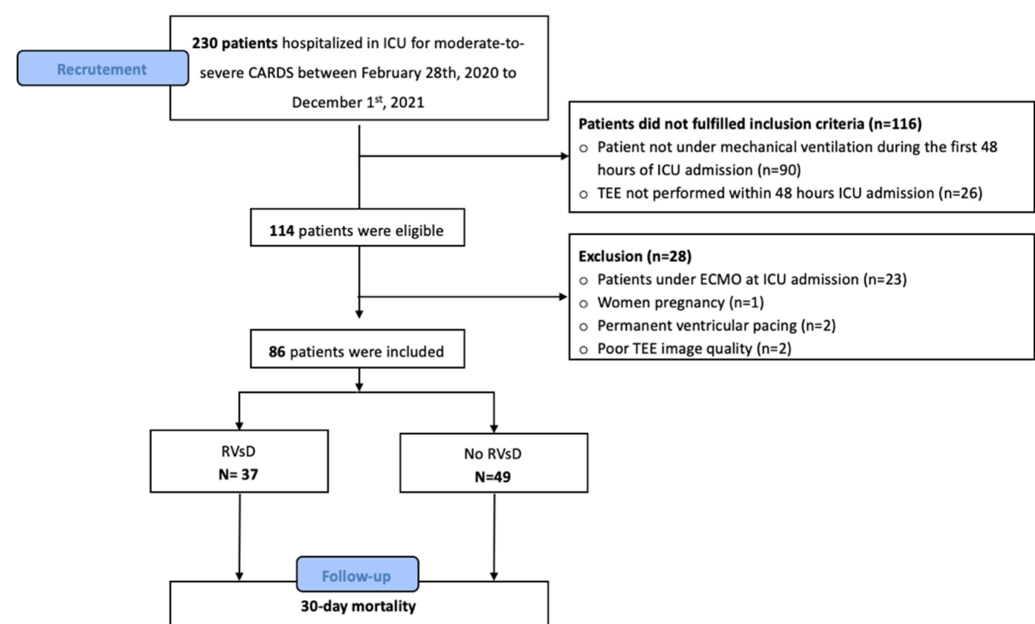 Recrutement
230 patients hospitalized in ICU for moderate-to-
severe CARDS between February 28th, 2020 to
December 1st, 2021
Patients did not fulfilled inclusion criteria (n=116)
○ Patient not under mechanical ventilation during the first 48
hours of ICU admission (n=90)
○ TEE not performed within 48 hours ICU admission (n=26)
114 patients were eligible
Exclusion (n=28)
○ Patients under ECMO at ICU admission (n=23)
○ Women pregnancy (n=1)
○ Permanent ventricular pacing (n=2)
○ Poor TEE image quality (n=2)
86 patients were included
RVsD
N= 37
No RVsD
N=49
Follow-up
30-day mortality